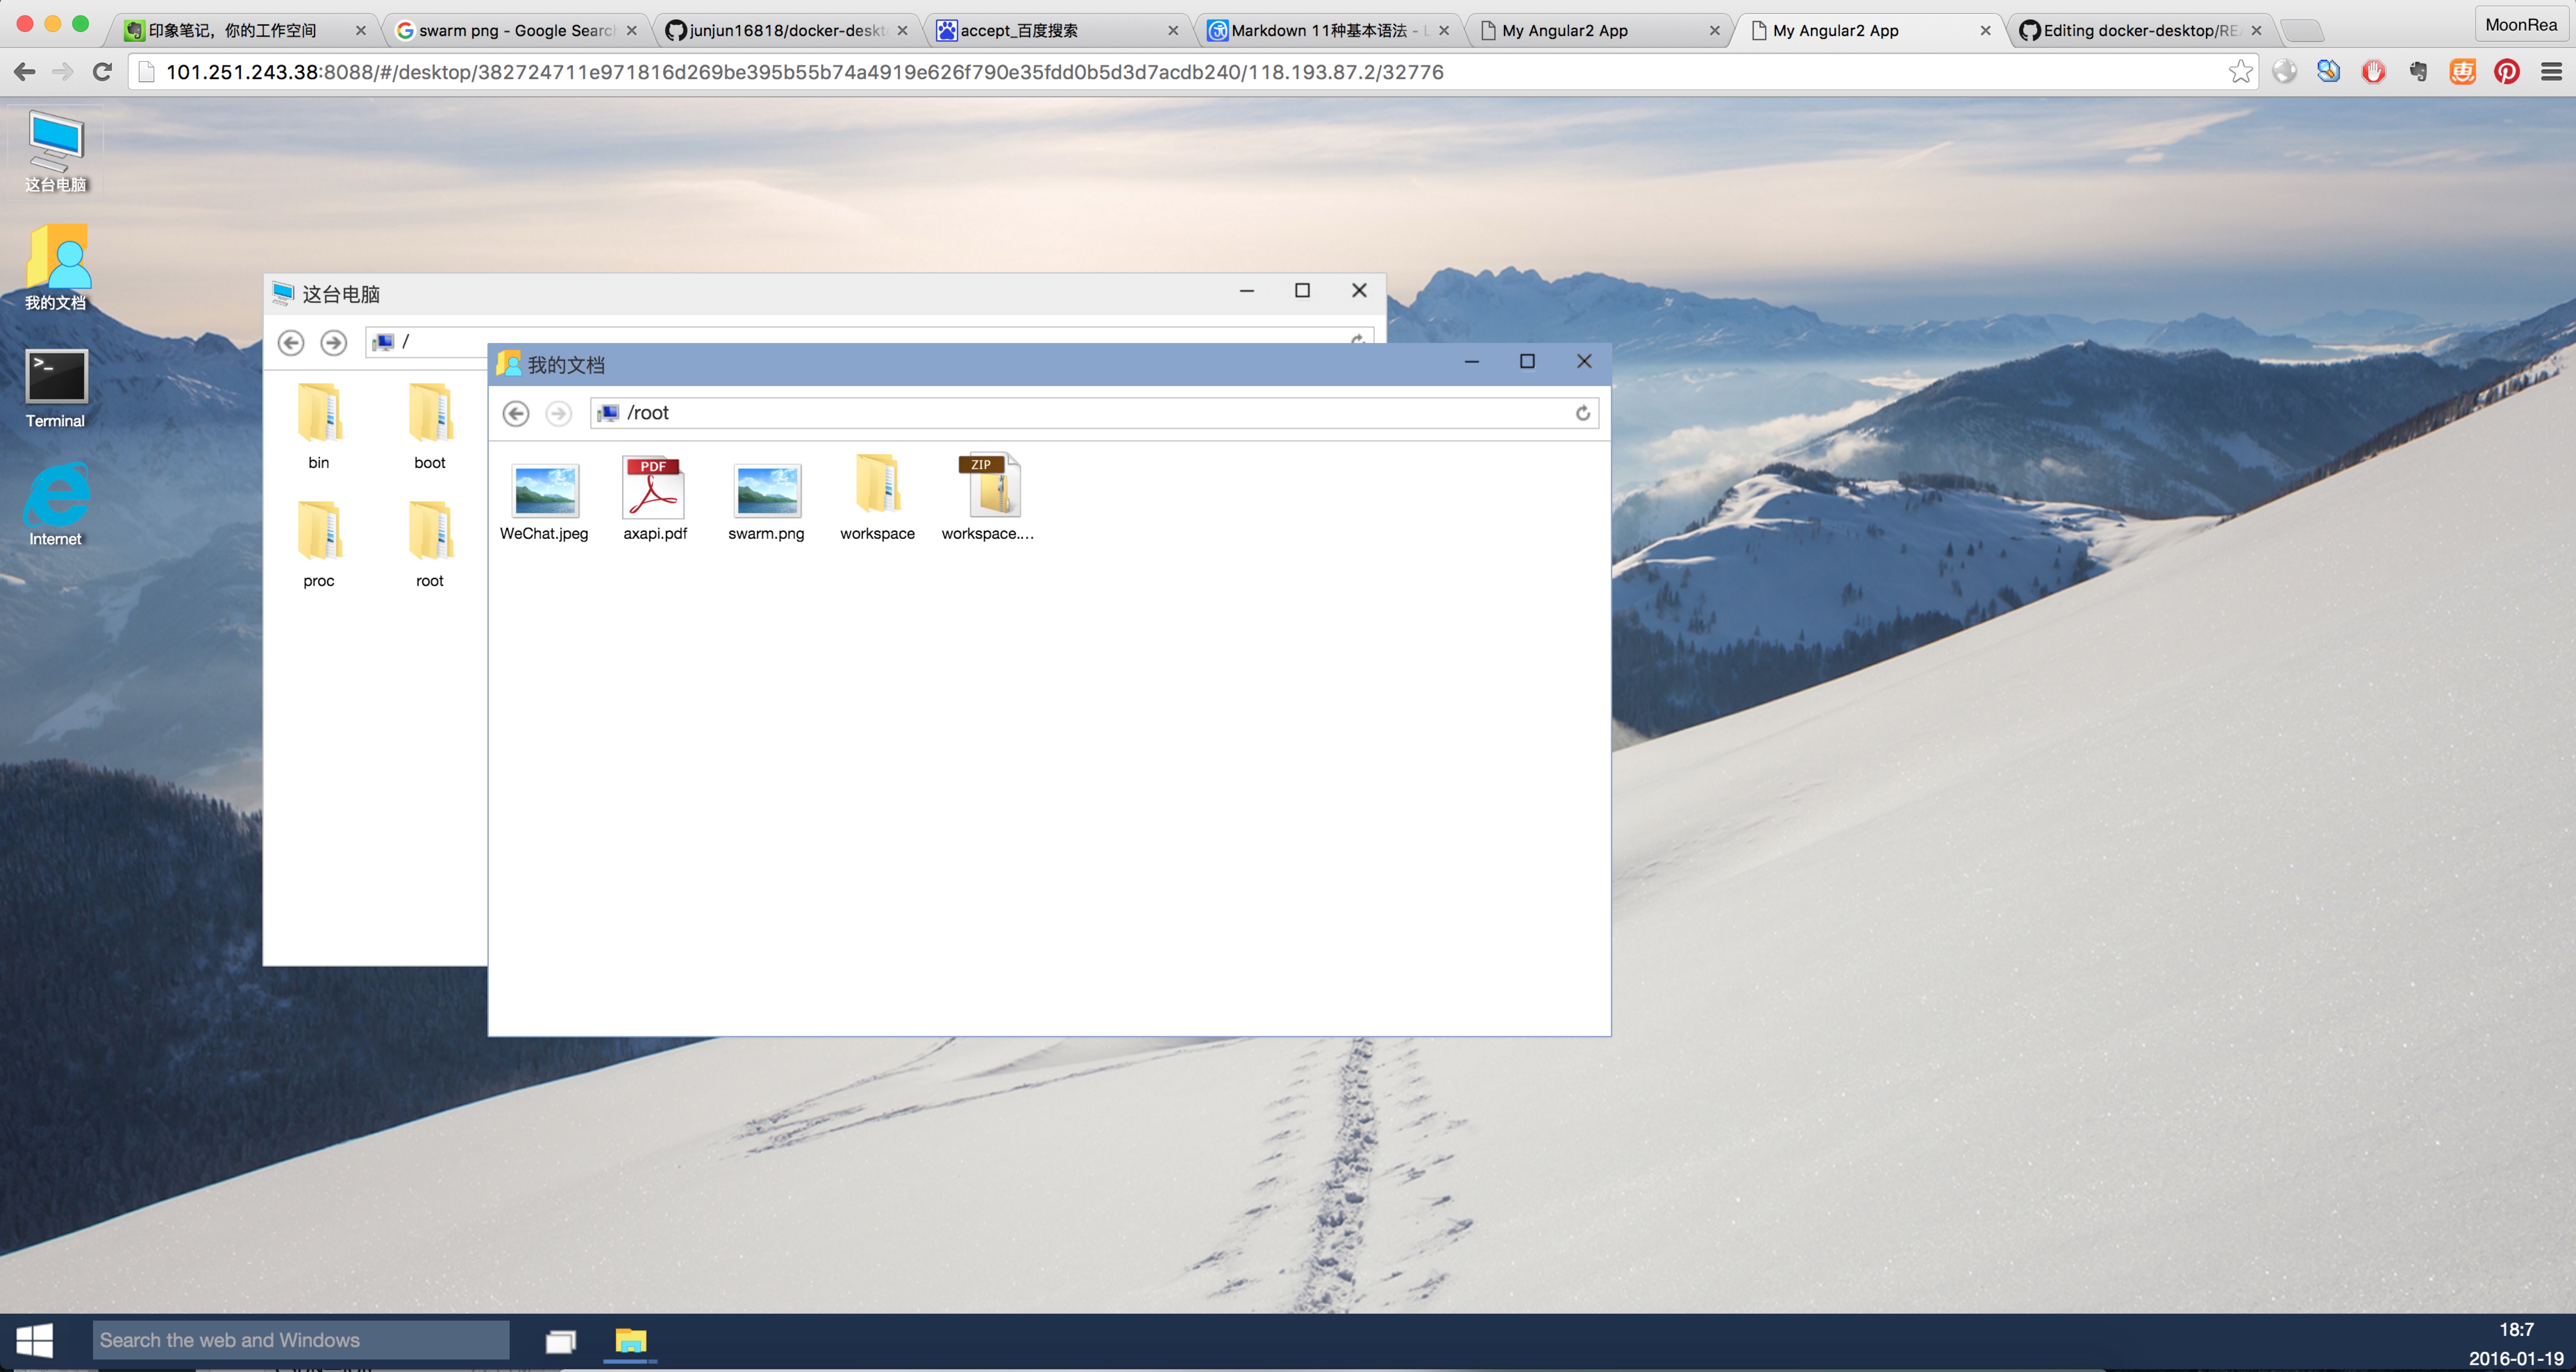 印象笔记，你的工作空间
swarm png - Google Searc
junjun16818/docker-deskt
accept_百度搜索
Markdown 11种基本语法 -
My Angular2 App
My Angular2 App
Editing docker-desktop/RE
MoonRea
101.251.243.38:8088/#/desktop/382724711e971816d269be395b55b74a4919e626f790e35fdd0b5d3d7acdb240/118.193.87.2/32776
这台电脑
我的文档
>_
Terminal
Internet
这台电脑
/
bin
boot
proc
root
我的文档
/root
PDF
ZIP
WeChat.jpeg
axapi.pdf
swarm.png
workspace
workspace....
Search the web and Windows
18:7
2016-01-19